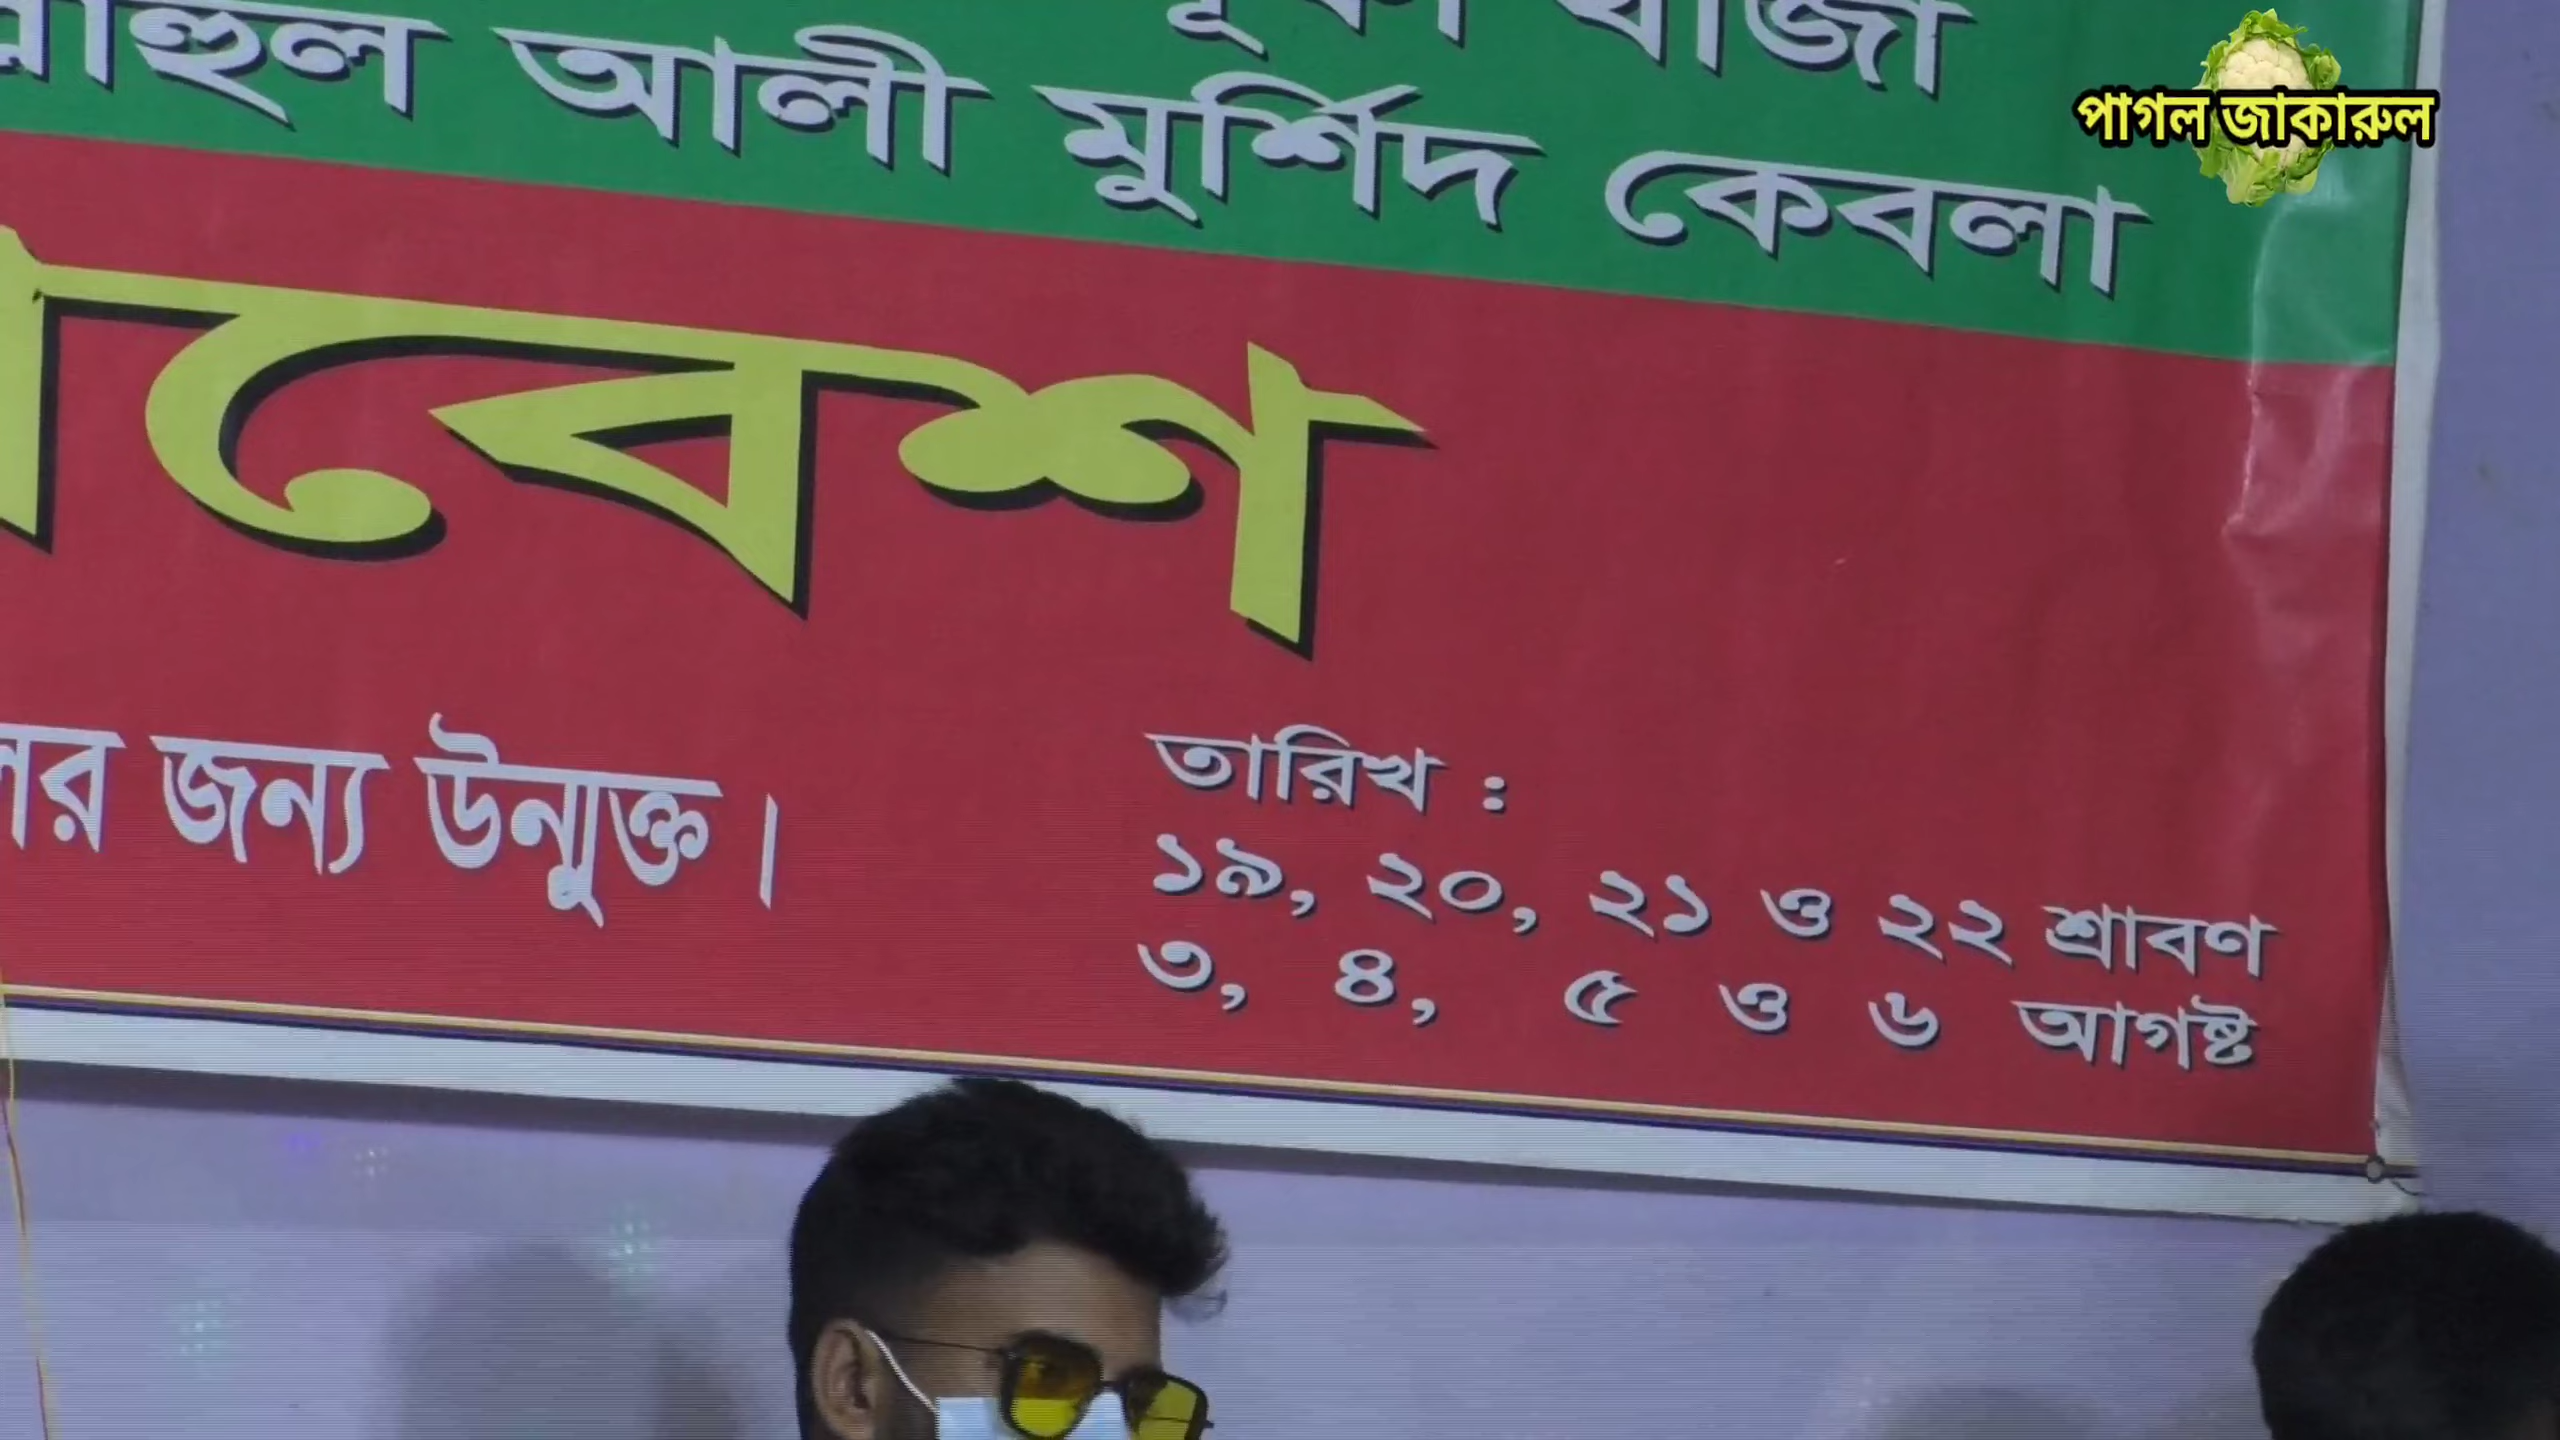 খাজা
আলী মুর্শিদ কেবলা
পাগল জাকারুল
জন্য উন্মুক্ত।
তারিখ :
১৯, ২০, ২১ ও ২২ শ্রাবণ
৩, ৪, ৫ ও ৬ আগষ্ট